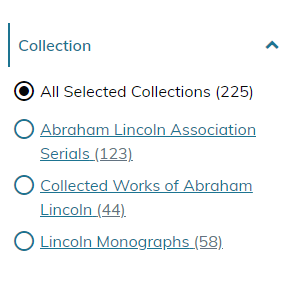 Collection
All Selected Collections (225)
Abraham Lincoln Association
Serials (123)
Collected Works of Abraham
Lincoln (44)
Lincoln Monographs (58)